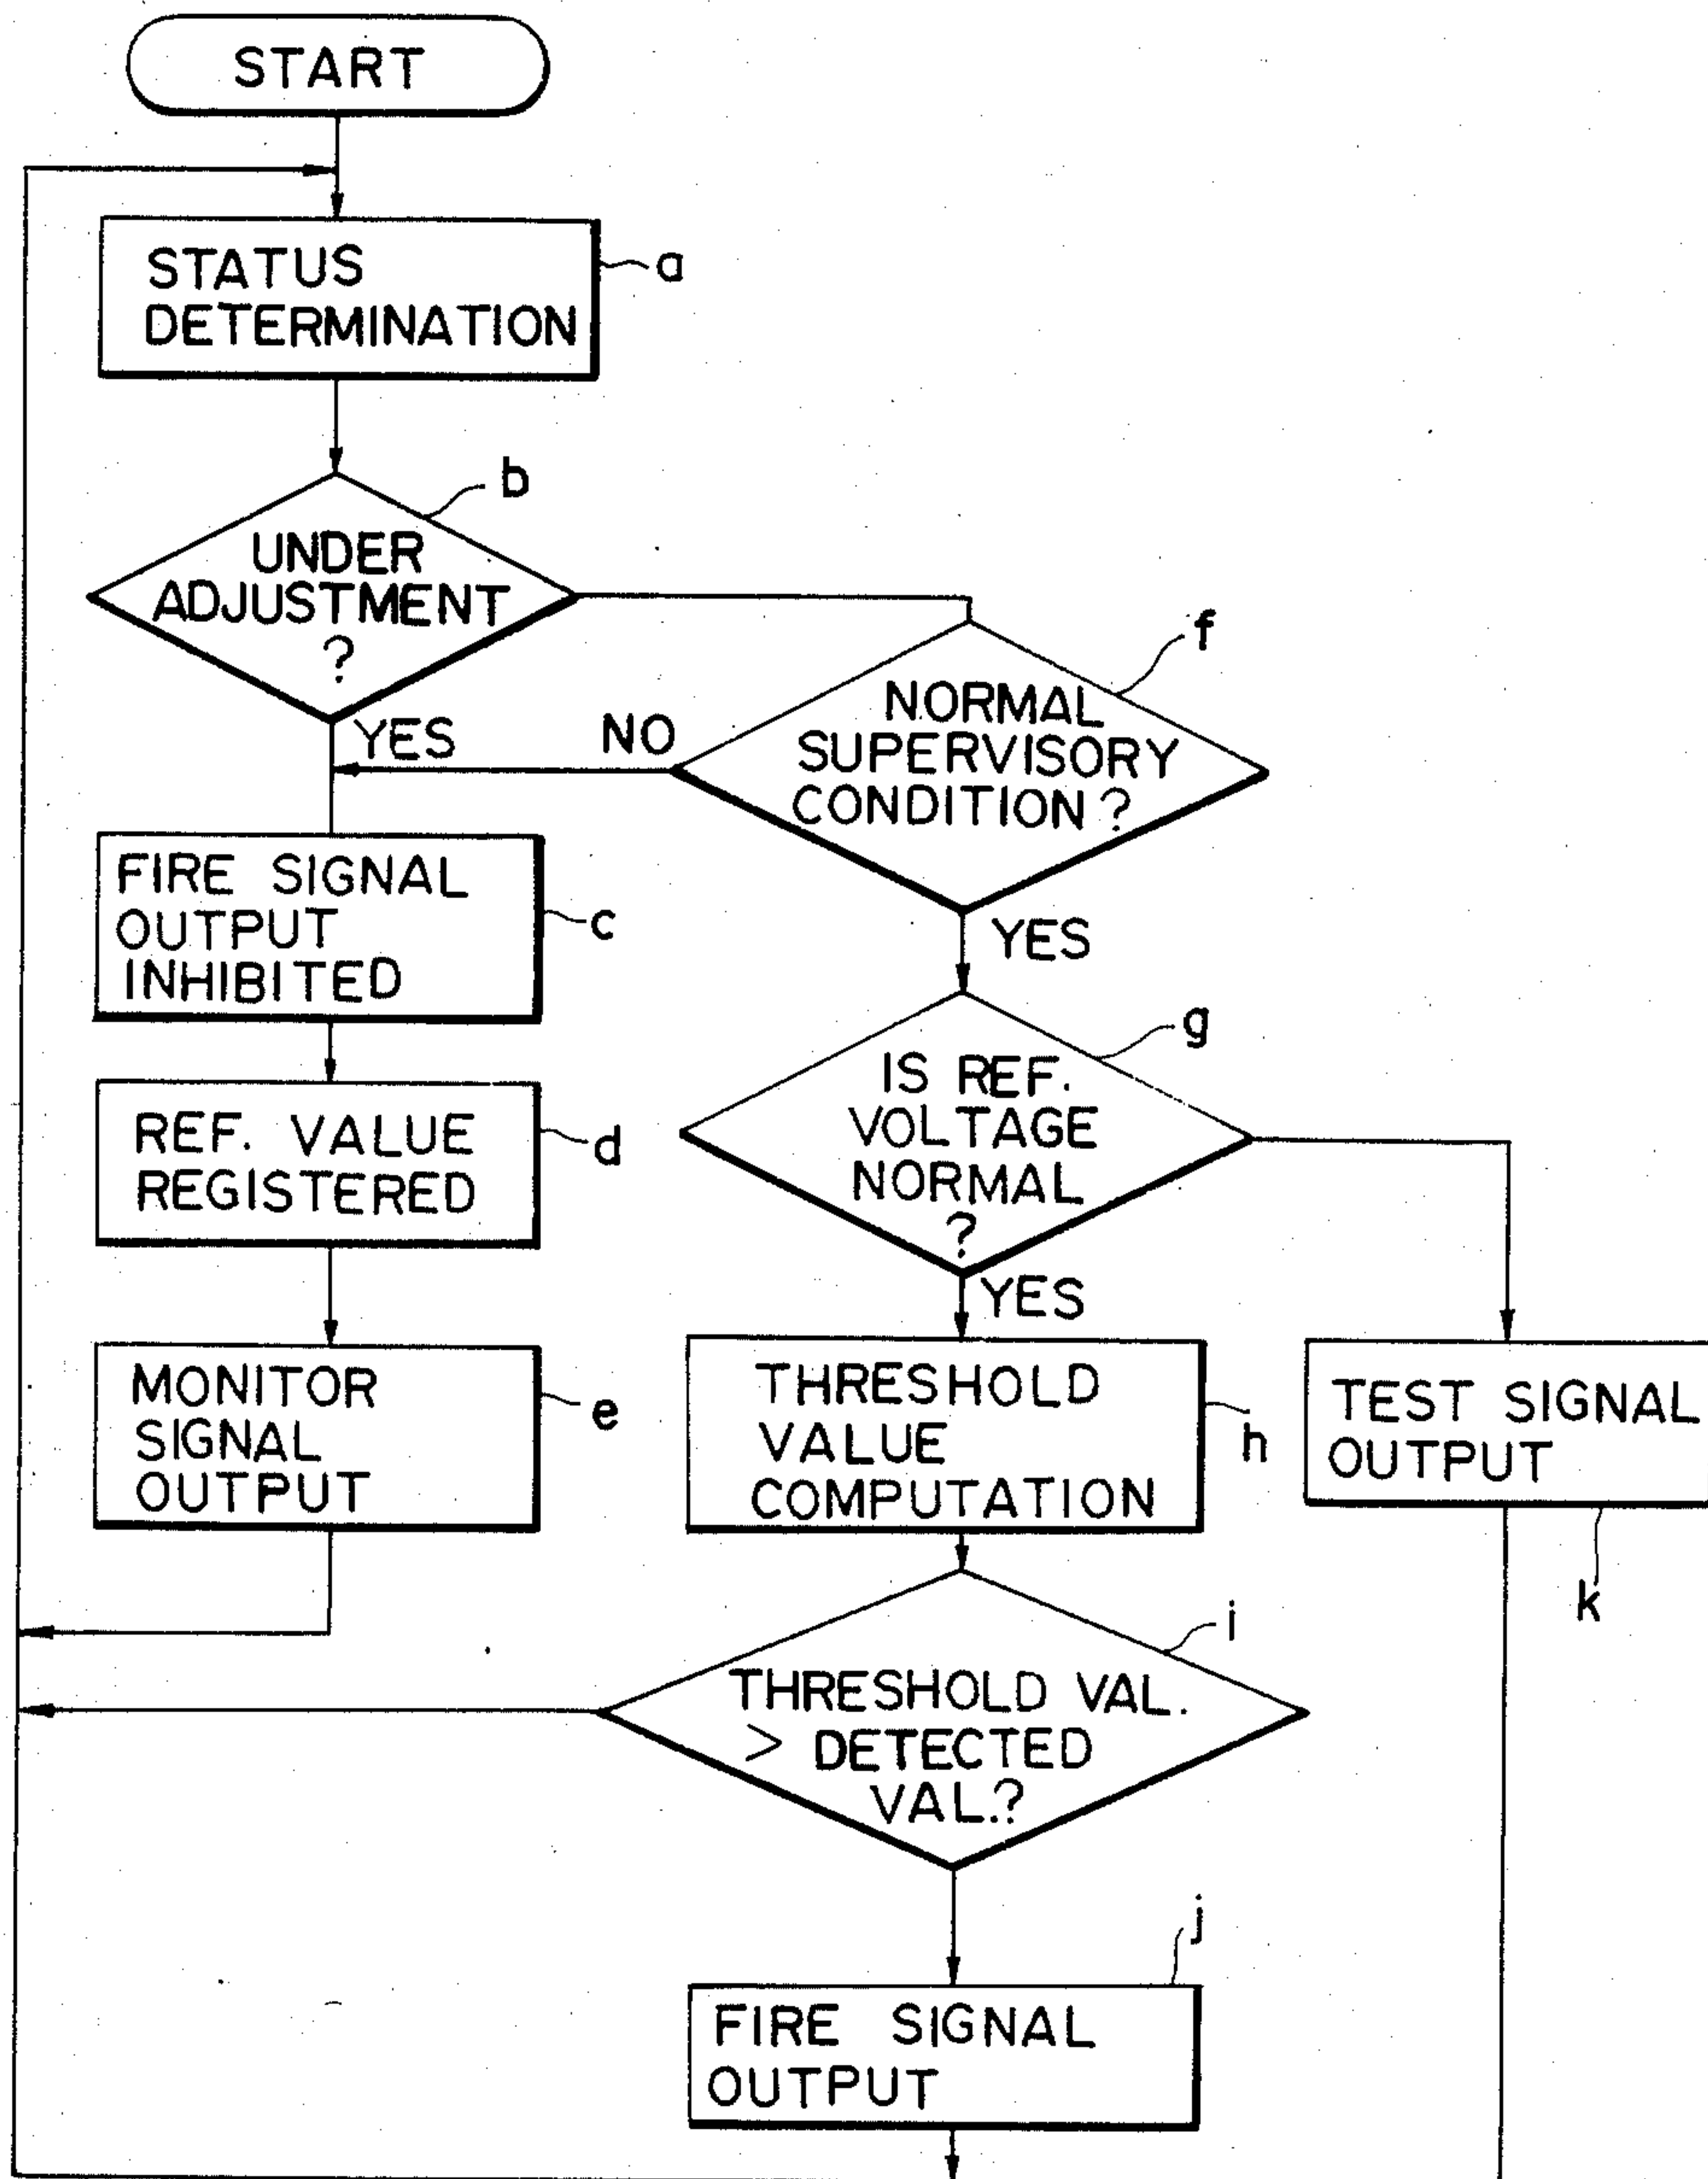 START
STATUS
DETERMINATION
a
b
UNDER
ADJUSTMENT
?
YES
f
NORMAL
SUPERVISORY
CONDITION?
NO
YES
FIRE SIGNAL
OUTPUT
INHIBITED
c
g
IS REF.
VOLTAGE
NORMAL
?
YES
REF. VALUE
REGISTERED
d
MONITOR
SIGNAL
OUTPUT
e
THRESHOLD
VALUE
COMPUTATION
h
TEST SIGNAL
OUTPUT
k
i
THRESHOLD VAL.
> DETECTED
VAL.?
j
FIRE SIGNAL
OUTPUT